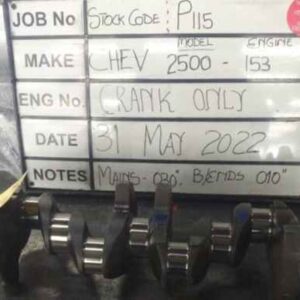 JOB No STOCK CODE: P115
MODEL ENGINE
MAKE CHEV 2500 - 153
ENG No. CRANK ONLY
DATE 31 MAY 2022
NOTES MAINS - 030" B/ENDS 010"